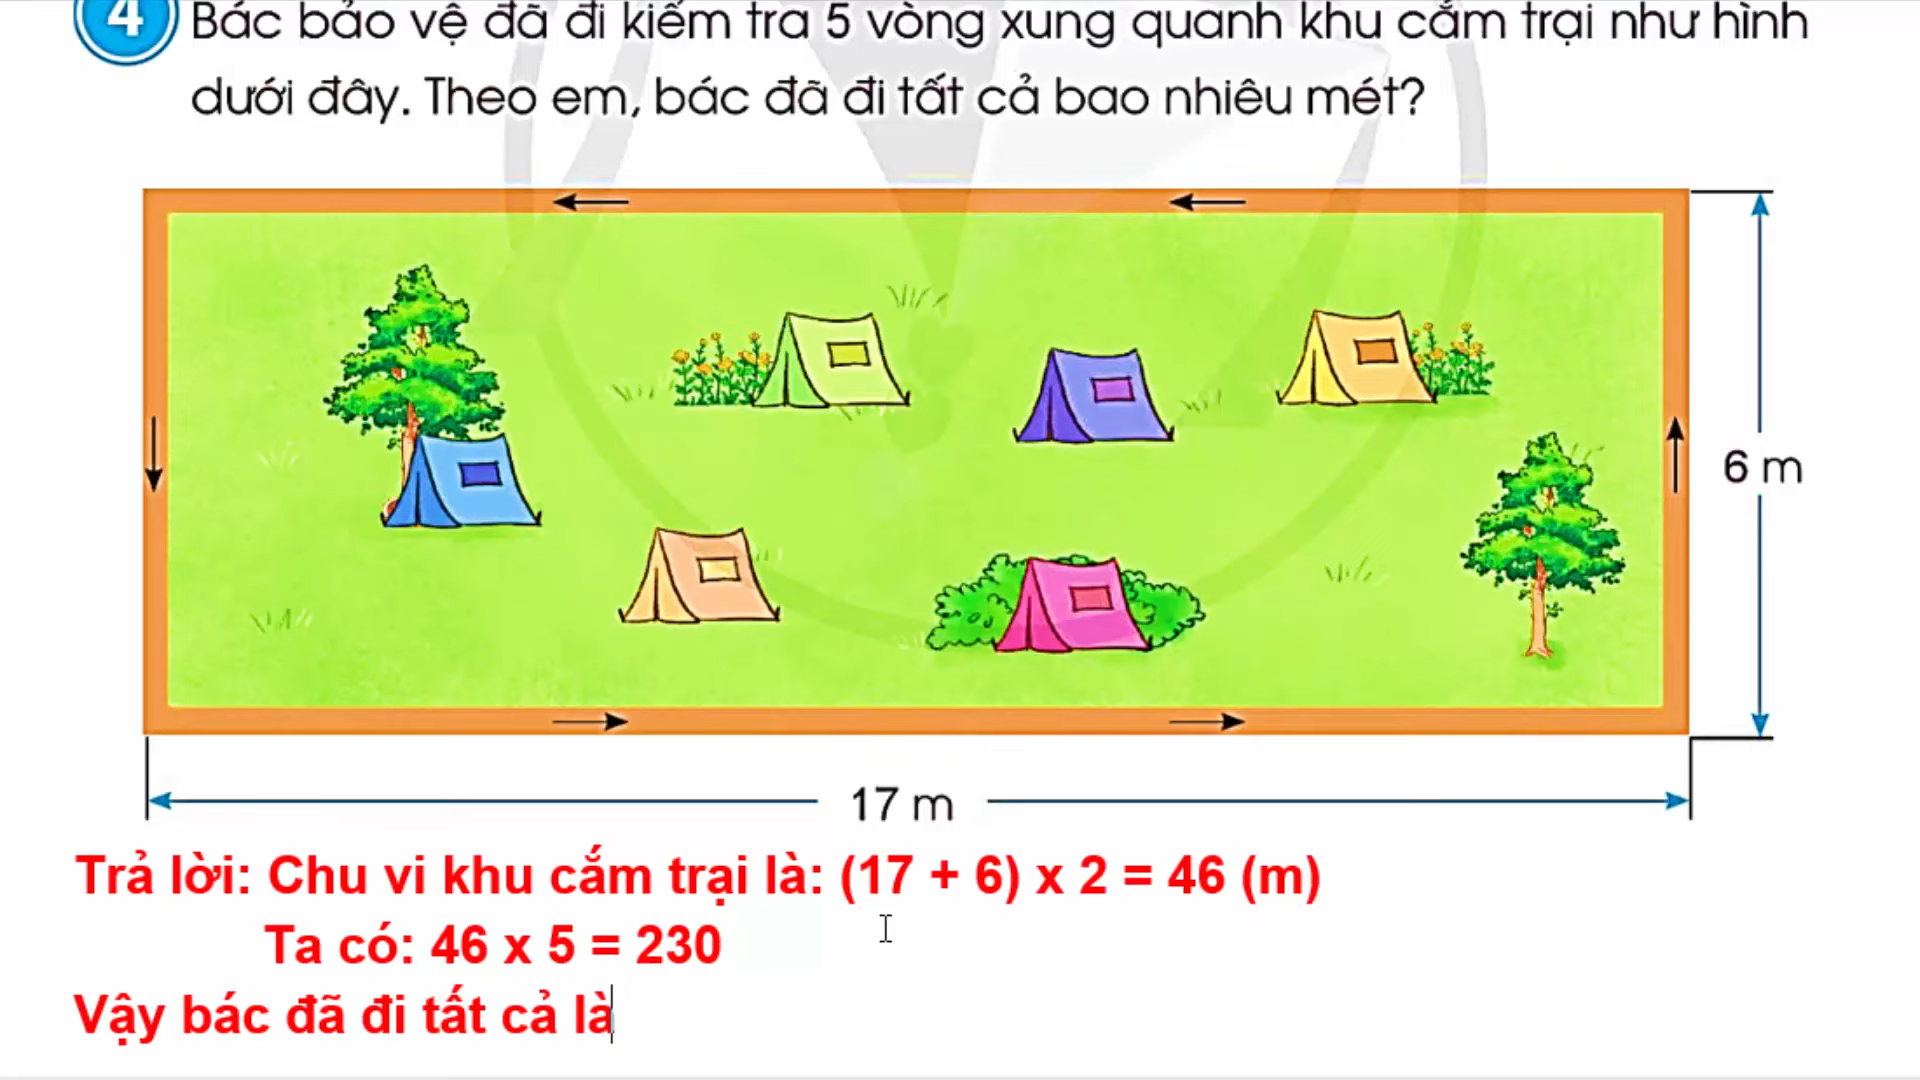 4 Bác bảo vệ đã đi kiểm tra 5 vòng xung quanh khu cắm trại như hình
dưới đây. Theo em, bác đã đi tất cả bao nhiêu mét?
6 m
17 m
Trả lời: Chu vi khu cắm trại là: (17 + 6) x 2 = 46 (m)
Ta có: 46 x 5 = 230
Vậy bác đã đi tất cả là